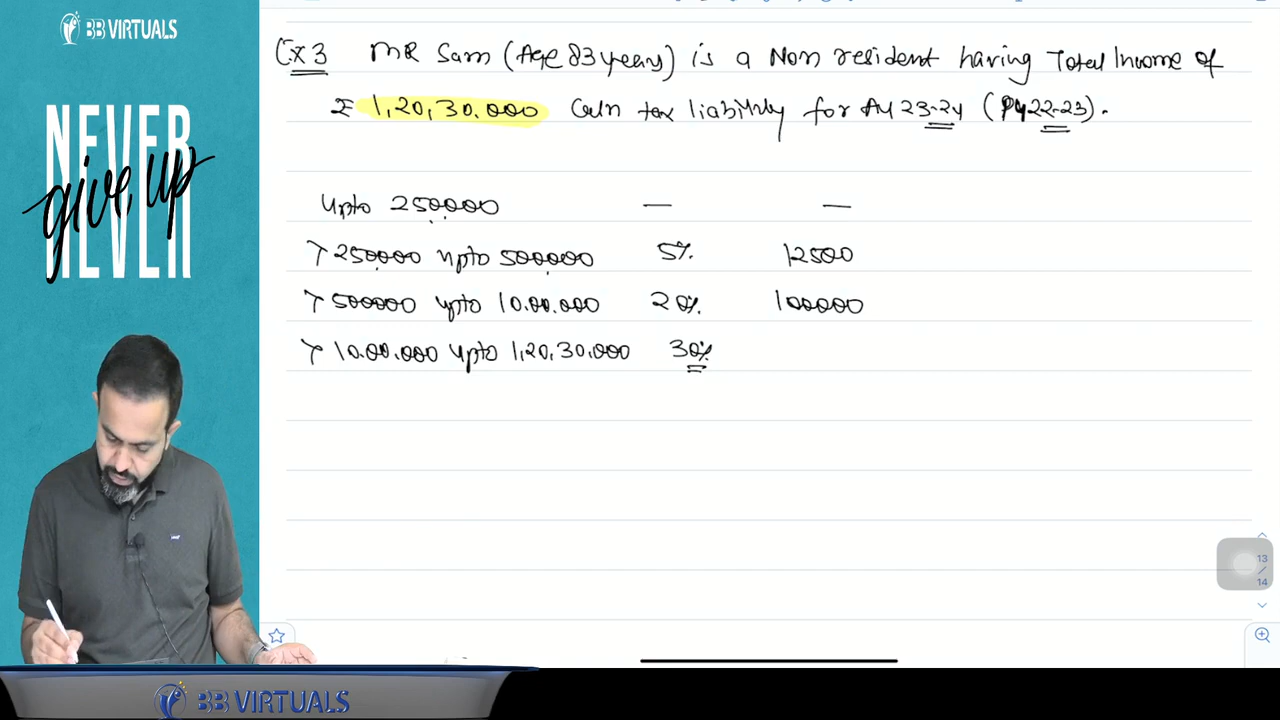 BB VIRTUALS
NEVER
give up
NEVER
Ex 3 MR Sam (Age 83 years) is a Non resident having Total Income of
₹ 1,20,30,000 Caln tax liability for AY 23-24 (PY 22-23).
upto 250000 — —
> 250000 upto 500000 5% 12500
> 500000 upto 10,00,000 20% 100000
> 10,00,000 upto 1,20,30,000 30%
13
/
14
BB VIRTUALS